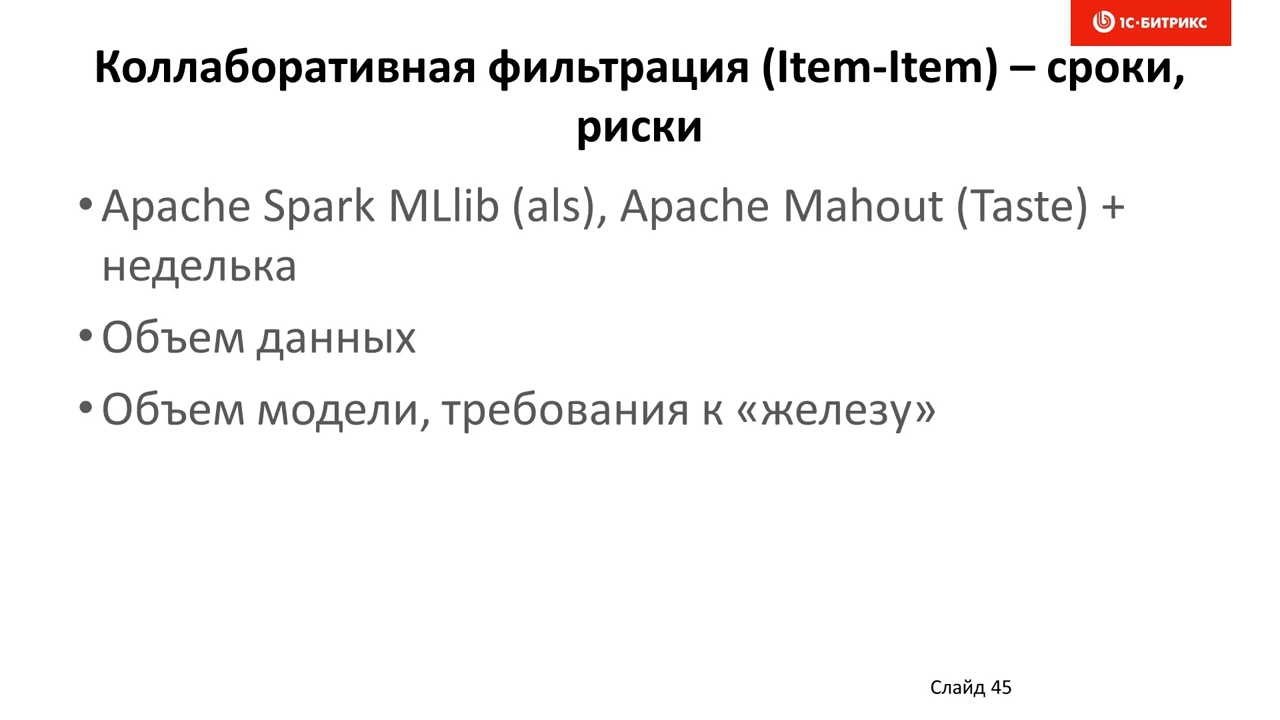 1С-БИТРИКС
Коллаборативная фильтрация (Item-Item) – сроки,
риски
• Apache Spark MLlib (als), Apache Mahout (Taste) +
неделька
• Объем данных
• Объем модели, требования к «железу»
Слайд 45